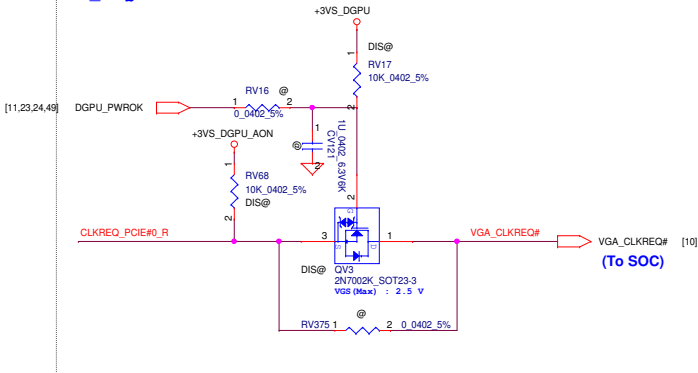 +3VS_DGPU
1
DIS@
RV17
10K_0402_5%
2
RV16 @
1 2
0_0402_5%
[11,23,24,49] DGPU_PWROK
+3VS_DGPU_AON
1
@
2
1U_0402_6.3V6K
CV121
1
RV68
10K_0402_5%
DIS@
2
2
G
CLKREQ_PCIE#0_R
3
S
D
1
VGA_CLKREQ#
VGA_CLKREQ# [10]
(To SOC)
DIS@
QV3
2N7002K_SOT23-3
VGS(Max) : 2.5 V
@
RV375 1 2 0_0402_5%